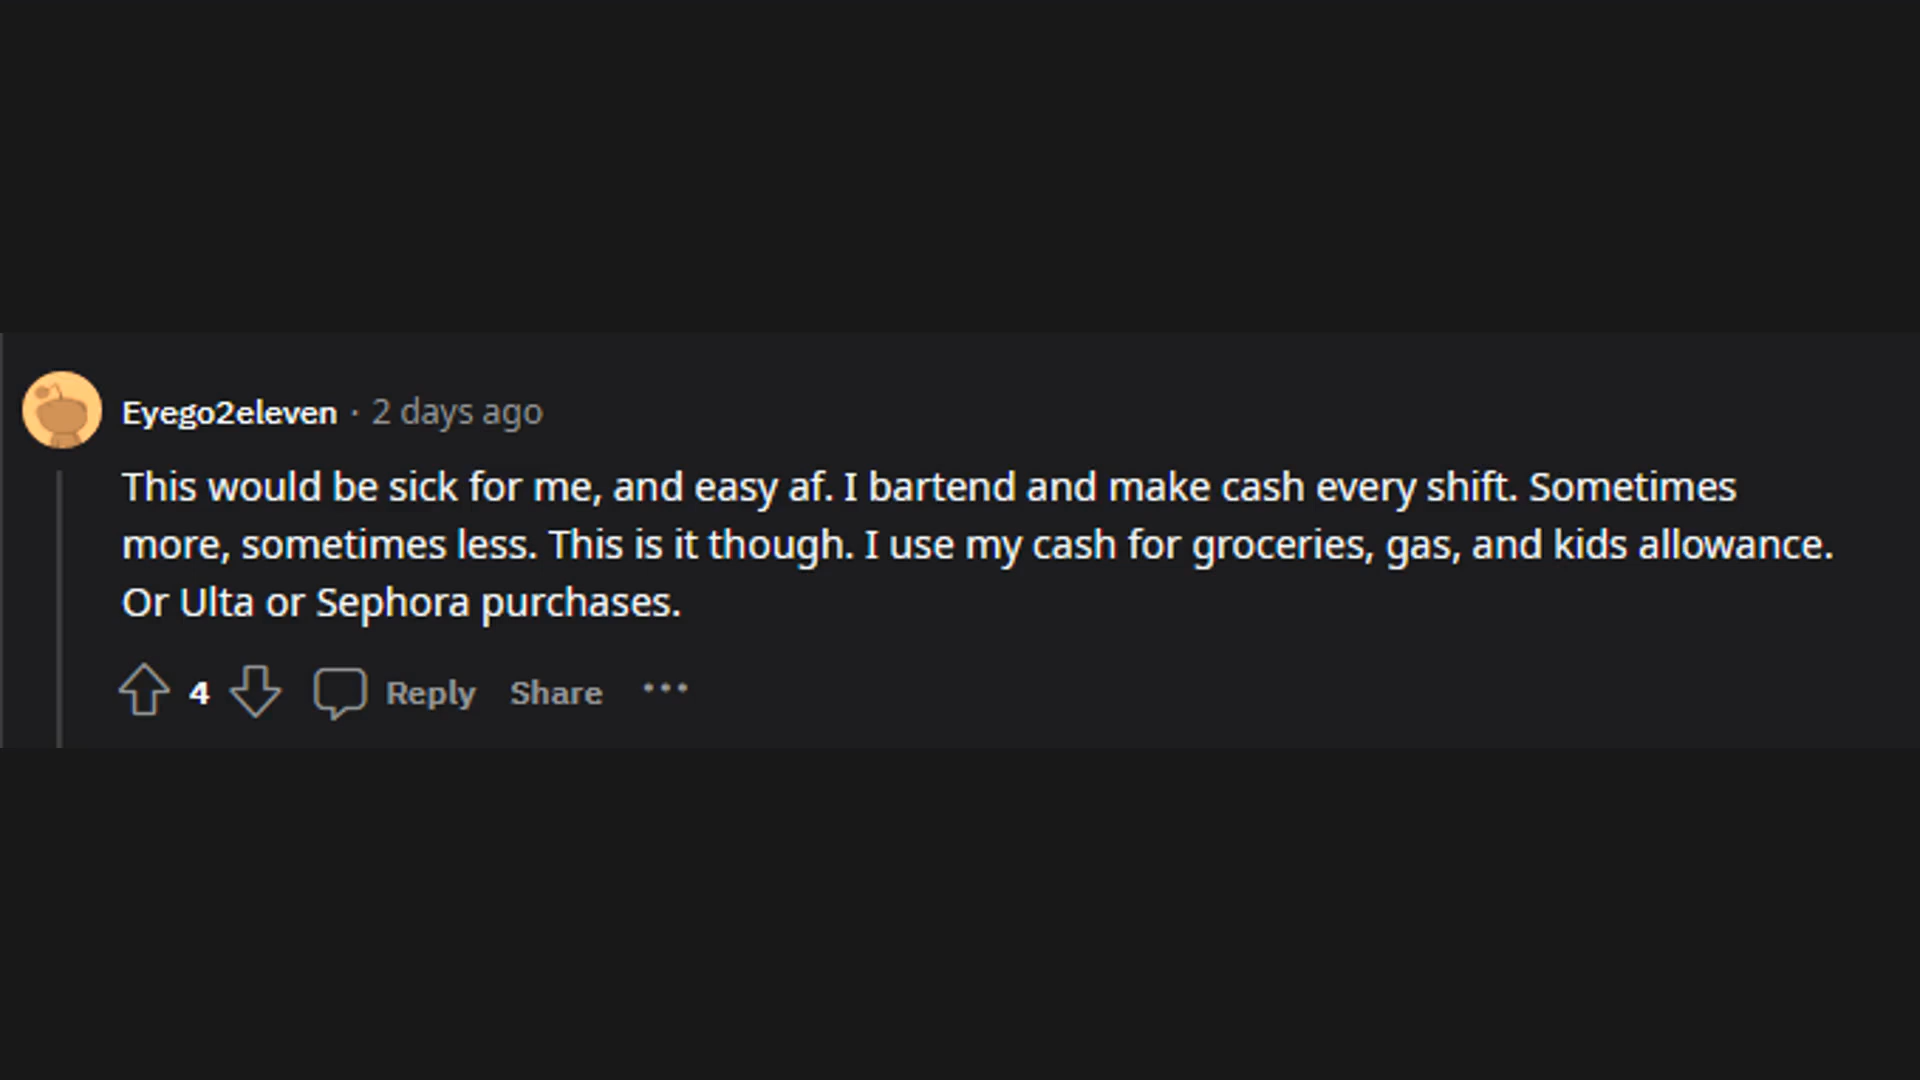 Eyego2eleven · 2 days ago
This would be sick for me, and easy af. I bartend and make cash every shift. Sometimes
more, sometimes less. This is it though. I use my cash for groceries, gas, and kids allowance.
Or Ulta or Sephora purchases.
4 Reply Share ...